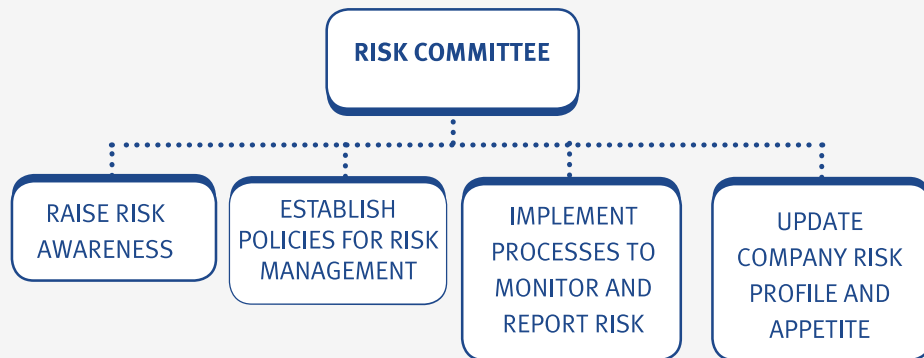 RISK COMMITTEE
RAISE RISK
AWARENESS
ESTABLISH
POLICIES FOR RISK
MANAGEMENT
IMPLEMENT
PROCESSES TO
MONITOR AND
REPORT RISK
UPDATE
COMPANY RISK
PROFILE AND
APPETITE